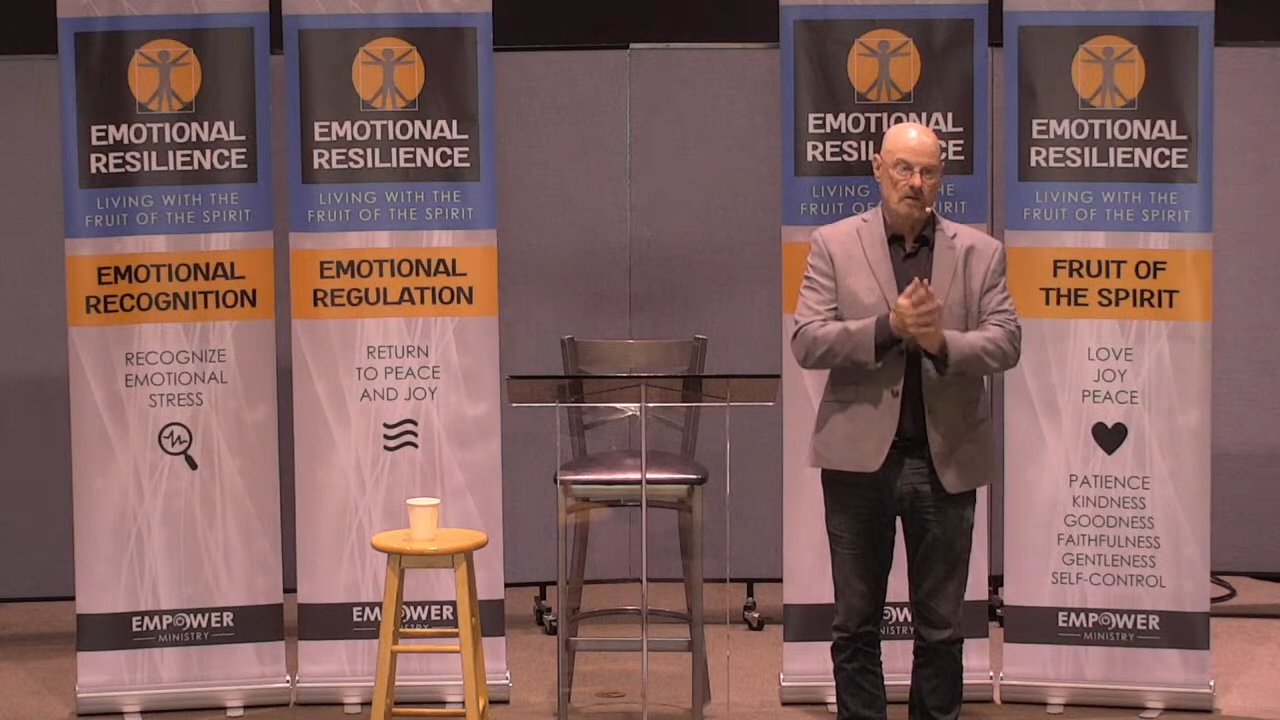 EMOTIONAL
RESILIENCE
LIVING WITH THE
FRUIT OF THE SPIRIT
EMOTIONAL
RECOGNITION
RECOGNIZE
EMOTIONAL
STRESS
EMPOWER
MINISTRY
EMOTIONAL
RESILIENCE
LIVING WITH THE
FRUIT OF THE SPIRIT
EMOTIONAL
REGULATION
RETURN
TO PEACE
AND JOY
EMPOWER
MINISTRY
EMOTIONAL
RESILIENCE
LIVING THE
FRUIT OF SPIRIT
EMOTIONAL
RESILIENCE
LIVING WITH THE
FRUIT OF THE SPIRIT
FRUIT OF
THE SPIRIT
LOVE
JOY
PEACE
PATIENCE
KINDNESS
GOODNESS
FAITHFULNESS
GENTLENESS
SELF-CONTROL
EMPOWER
MINISTRY